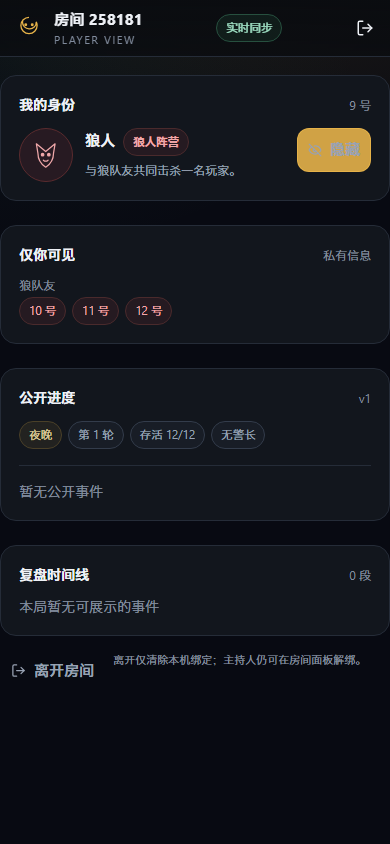 房间 258181
PLAYER VIEW
实时同步
我的身份
9 号
狼人
狼人阵营
与狼队友共同击杀一名玩家。
隐藏
仅你可见
私有信息
狼队友
10 号
11 号
12 号
公开进度
v1
夜晚
第 1 轮
存活 12/12
无警长
暂无公开事件
复盘时间线
0 段
本局暂无可展示的事件
离开房间
离开仅清除本机绑定；主持人仍可在房间面板解绑。